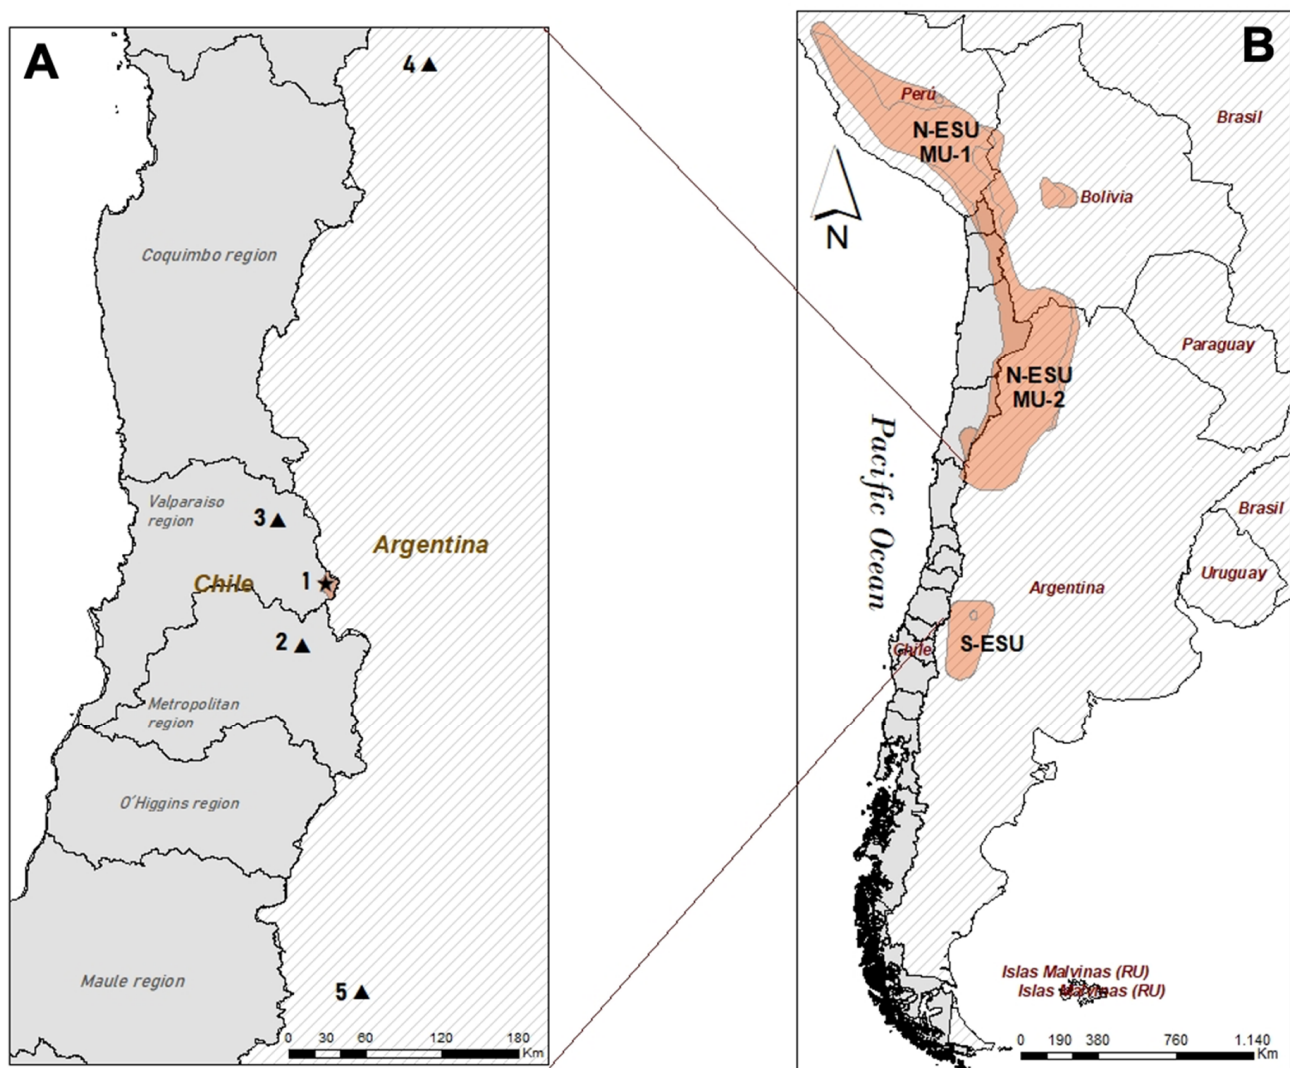 A
4
Coquimbo region
Valparaiso
region
3
Argentina
Chile
1
2
Metropolitan
region
O´Higgins region
Maule region
5
0 30 60 120 180
Km
B
Perú
Brasil
N-ESU
MU-1
Bolivia
N
Paraguay
N-ESU
MU-2
Pacific Ocean
Brasil
Uruguay
Argentina
Chile
S-ESU
Islas Malvinas (RU)
Islas Malvinas (RU)
0 190 380 760 1.140
Km